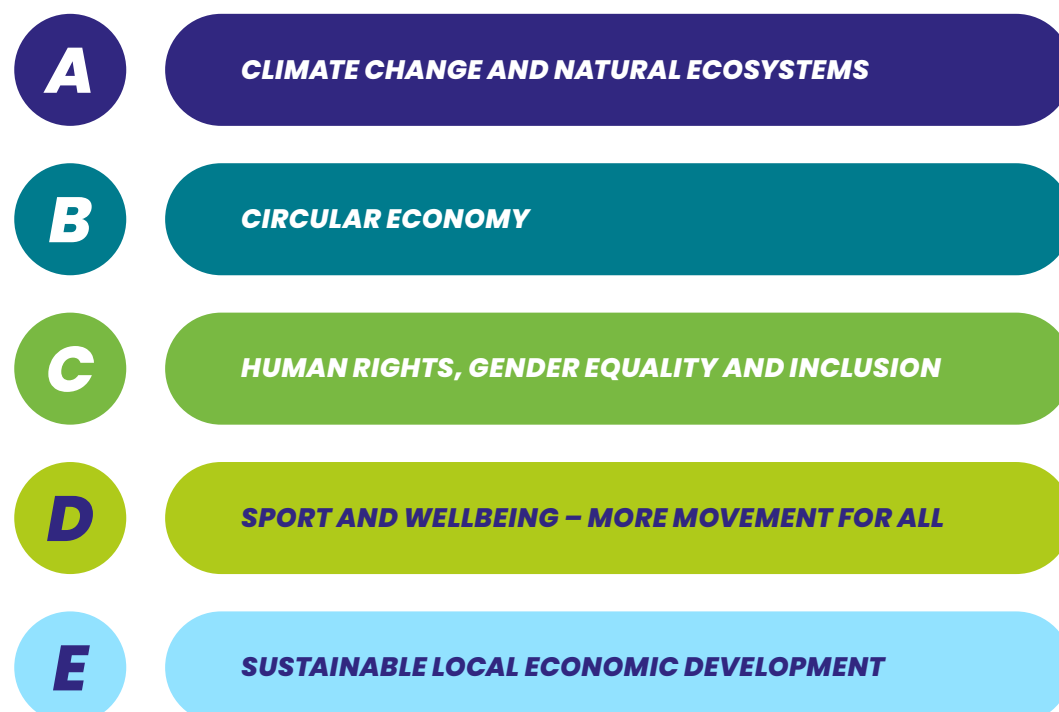 A CLIMATE CHANGE AND NATURAL ECOSYSTEMS
B CIRCULAR ECONOMY
C HUMAN RIGHTS, GENDER EQUALITY AND INCLUSION
D SPORT AND WELLBEING – MORE MOVEMENT FOR ALL
E SUSTAINABLE LOCAL ECONOMIC DEVELOPMENT